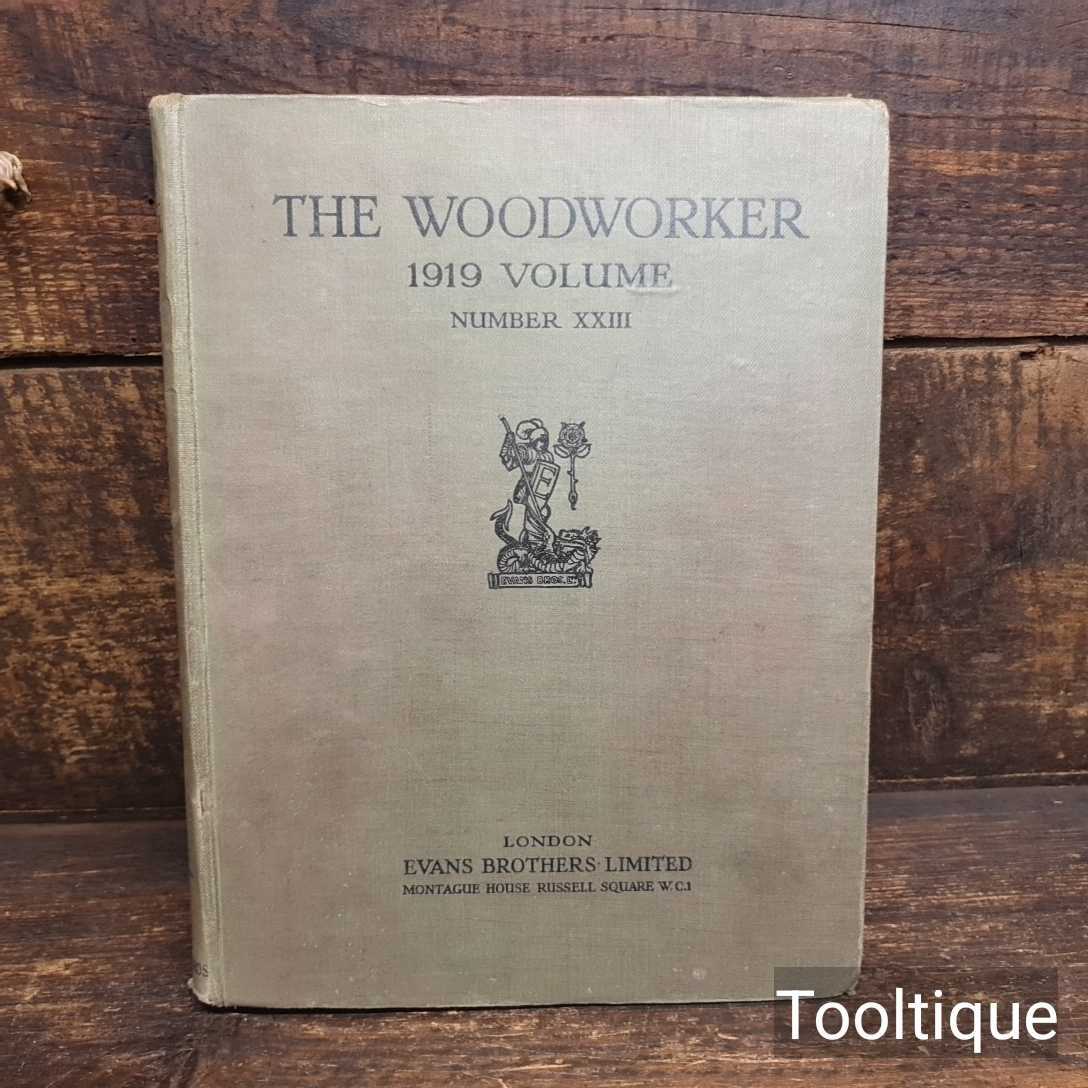 THE WOODWORKER
1919 VOLUME
NUMBER XXIII
EVANS BROS. LTD
LONDON
EVANS BROTHERS · LIMITED
MONTAGUE HOUSE RUSSELL SQUARE W.C.1
Tooltique